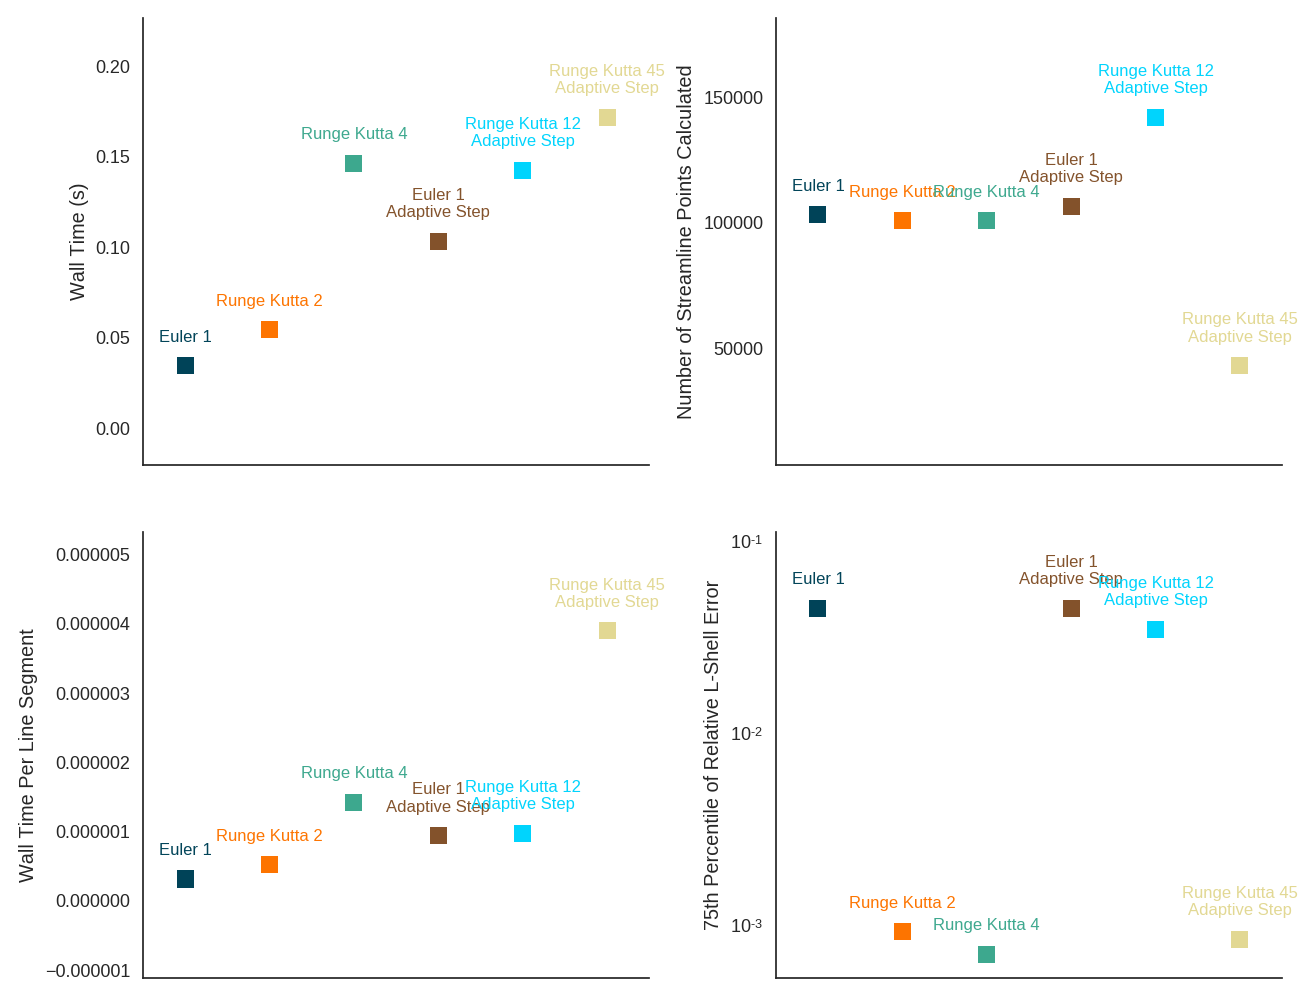 Wall Time (s)
0.20
0.15
0.10
0.05
0.00
Euler 1
Runge Kutta 2
Runge Kutta 4
Euler 1
Adaptive Step
Runge Kutta 12
Adaptive Step
Runge Kutta 45
Adaptive Step
Number of Streamline Points Calculated
150000
100000
50000
Euler 1
Runge Kutta 2
Runge Kutta 4
Euler 1
Adaptive Step
Runge Kutta 12
Adaptive Step
Runge Kutta 45
Adaptive Step
Wall Time Per Line Segment
0.000005
0.000004
0.000003
0.000002
0.000001
0.000000
−0.000001
Euler 1
Runge Kutta 2
Runge Kutta 4
Euler 1
Adaptive Step
Runge Kutta 12
Adaptive Step
Runge Kutta 45
Adaptive Step
75th Percentile of Relative L-Shell Error
10⁻¹
10⁻²
10⁻³
Euler 1
Runge Kutta 2
Runge Kutta 4
Euler 1
Adaptive Step
Runge Kutta 12
Adaptive Step
Runge Kutta 45
Adaptive Step